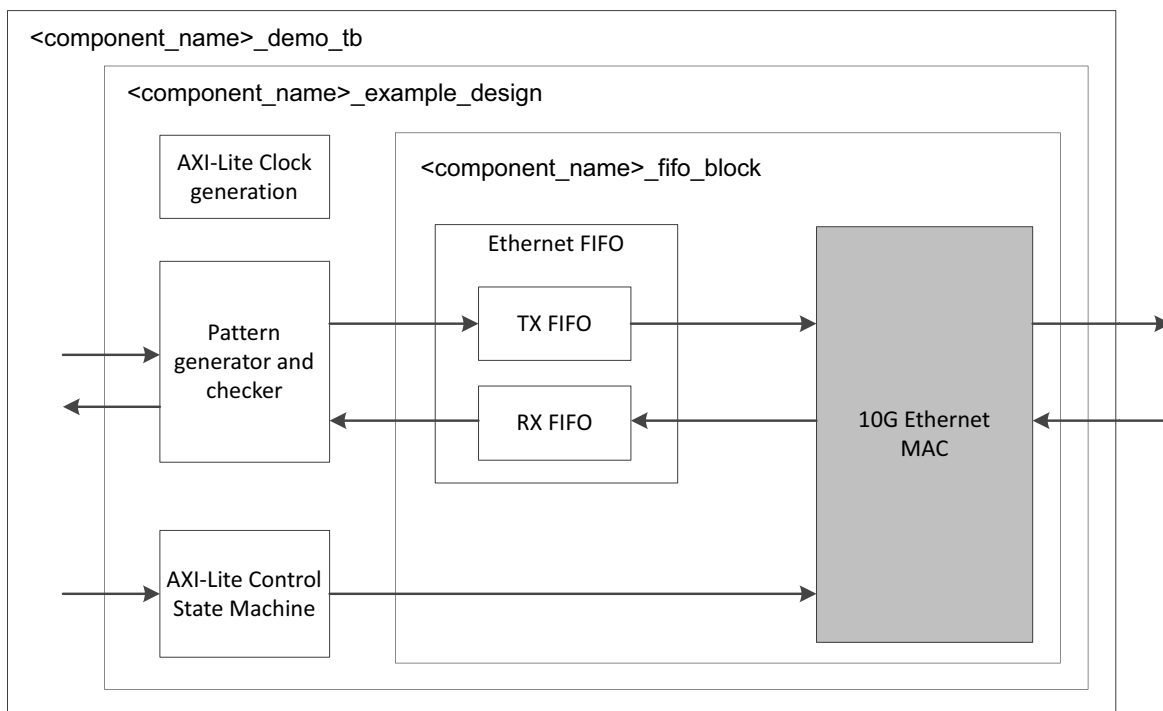 <component_name>_demo_tb
<component_name>_example_design
AXI-Lite Clock
generation
<component_name>_fifo_block
Ethernet FIFO
Pattern
generator and
checker
TX FIFO
RX FIFO
10G Ethernet
MAC
AXI-Lite Control
State Machine